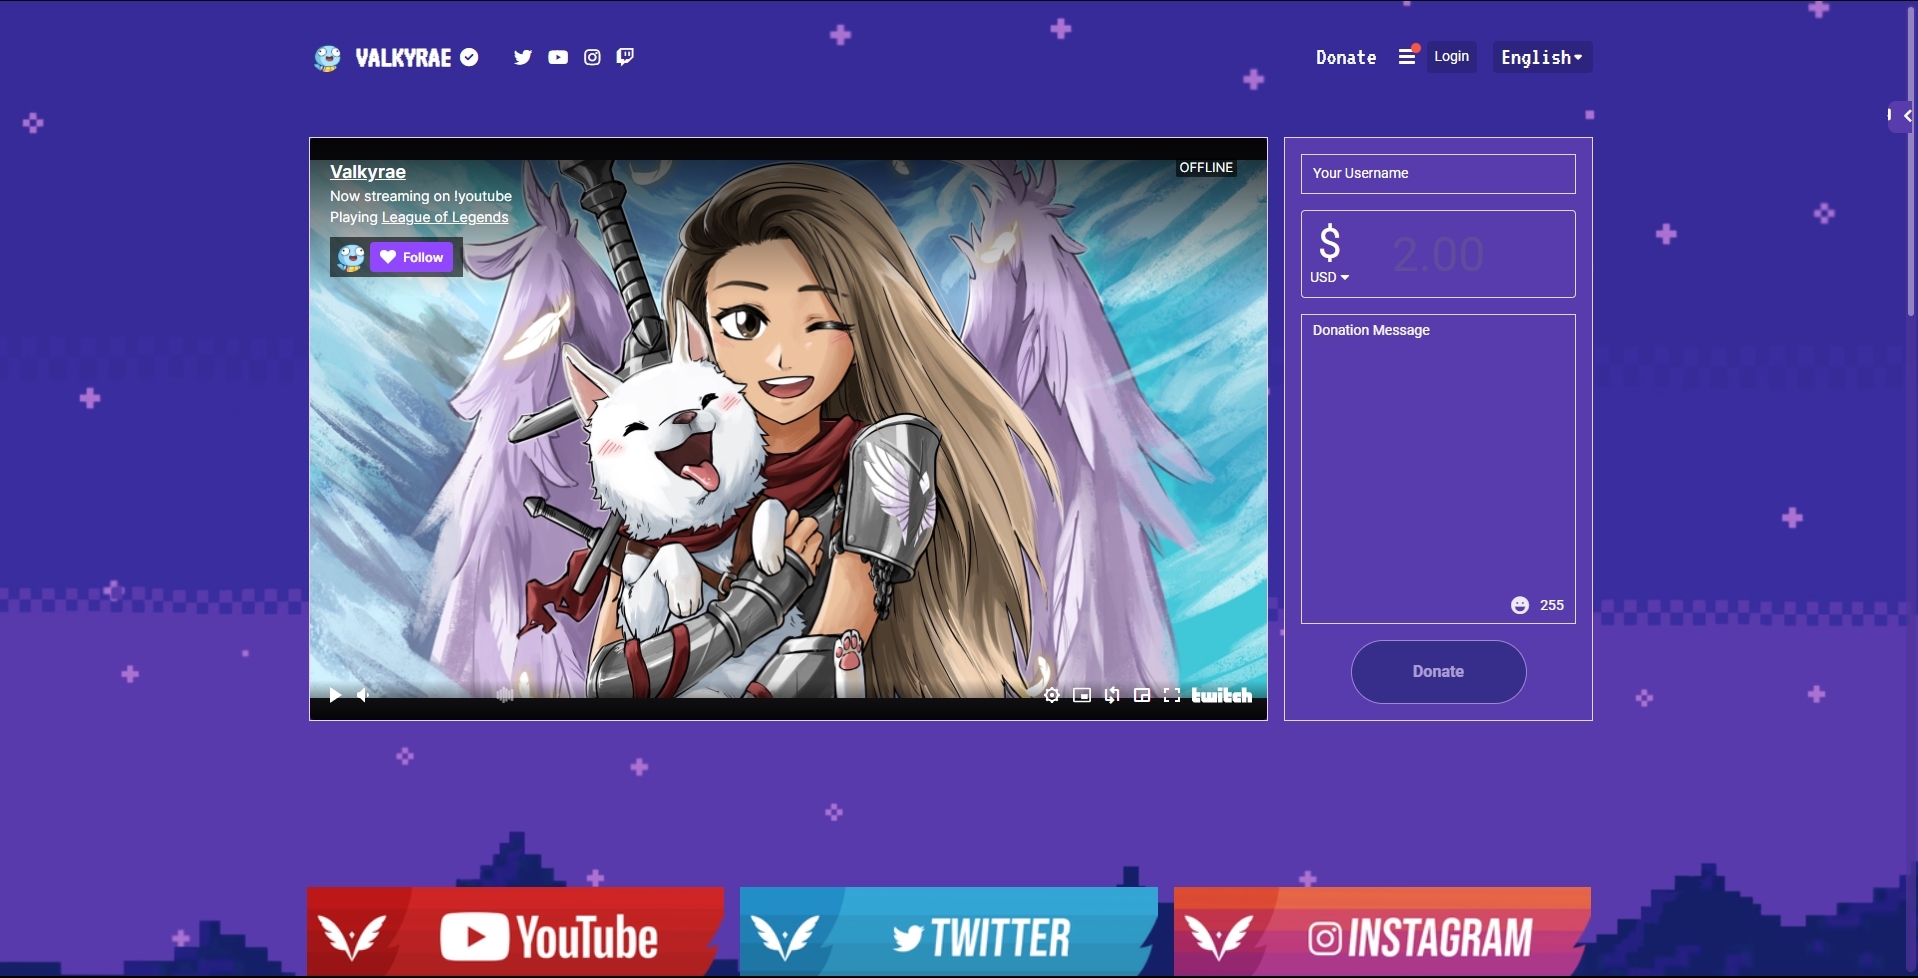 VALKYRAE
Donate
Login
English
Valkyrae
OFFLINE
Now streaming on !youtube
Playing League of Legends
Follow
twitch
Your Username
$
2.00
USD
Donation Message
255
Donate
YouTube
TWITTER
INSTAGRAM